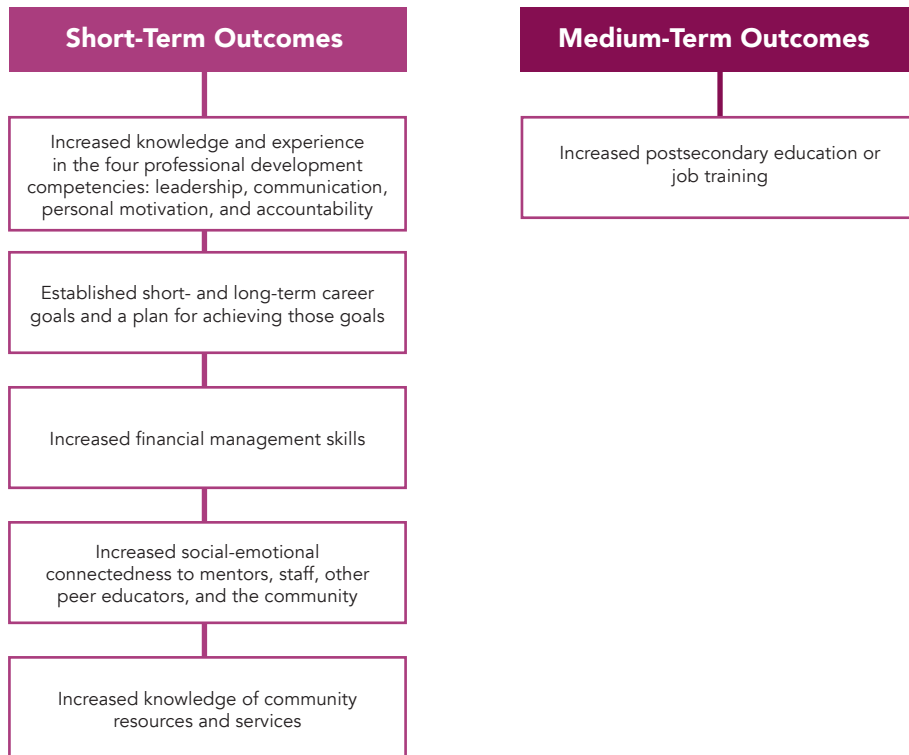 Short-Term Outcomes
Increased knowledge and experience
in the four professional development
competencies: leadership, communication,
personal motivation, and accountability
Established short- and long-term career
goals and a plan for achieving those goals
Increased financial management skills
Increased social-emotional
connectedness to mentors, staff, other
peer educators, and the community
Increased knowledge of community
resources and services
Medium-Term Outcomes
Increased postsecondary education or
job training